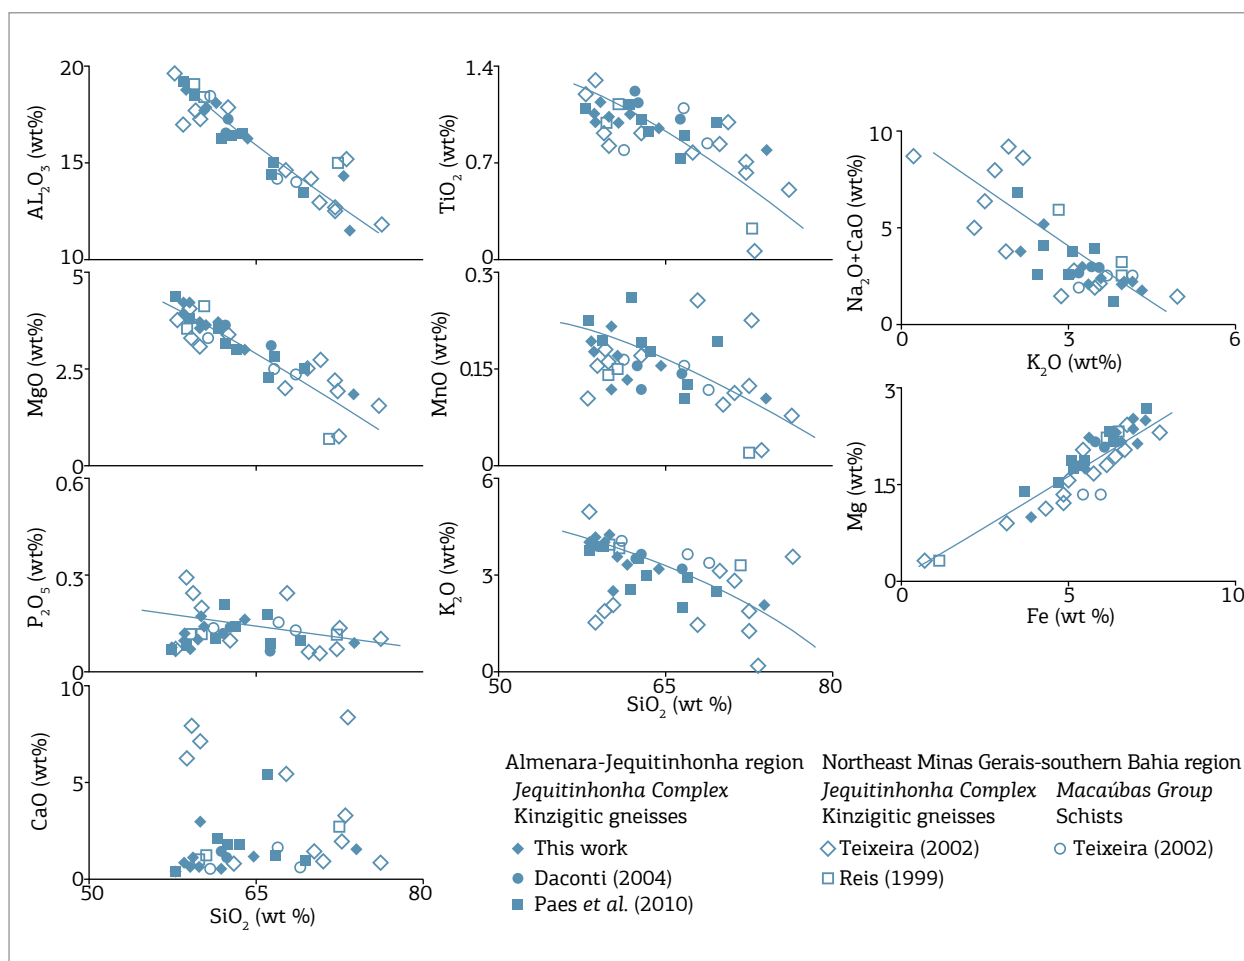 20
15
10
AL2O3 (wt%)
5
2.5
0
MgO (wt%)
0.6
0.3
0
P2O5 (wt%)
10
5
0
CaO (wt%)
50
65
80
SiO2 (wt %)
1.4
0.7
0
TiO2 (wt%)
0.3
0.15
0
MnO (wt%)
6
3
0
K2O (wt%)
50
65
80
SiO2 (wt %)
10
5
0
Na2O+CaO (wt%)
3
6
K2O (wt%)
3
1.5
0
Mg (wt%)
0
5
10
Fe (wt %)
Almenara-Jequitinhonha region
Jequitinhonha Complex
Kinzigitic gneisses
This work
Daconti (2004)
Paes et al. (2010)
Northeast Minas Gerais-southern Bahia region
Jequitinhonha Complex
Kinzigitic gneisses
Teixeira (2002)
Reis (1999)
Macaúbas Group
Schists
Teixeira (2002)